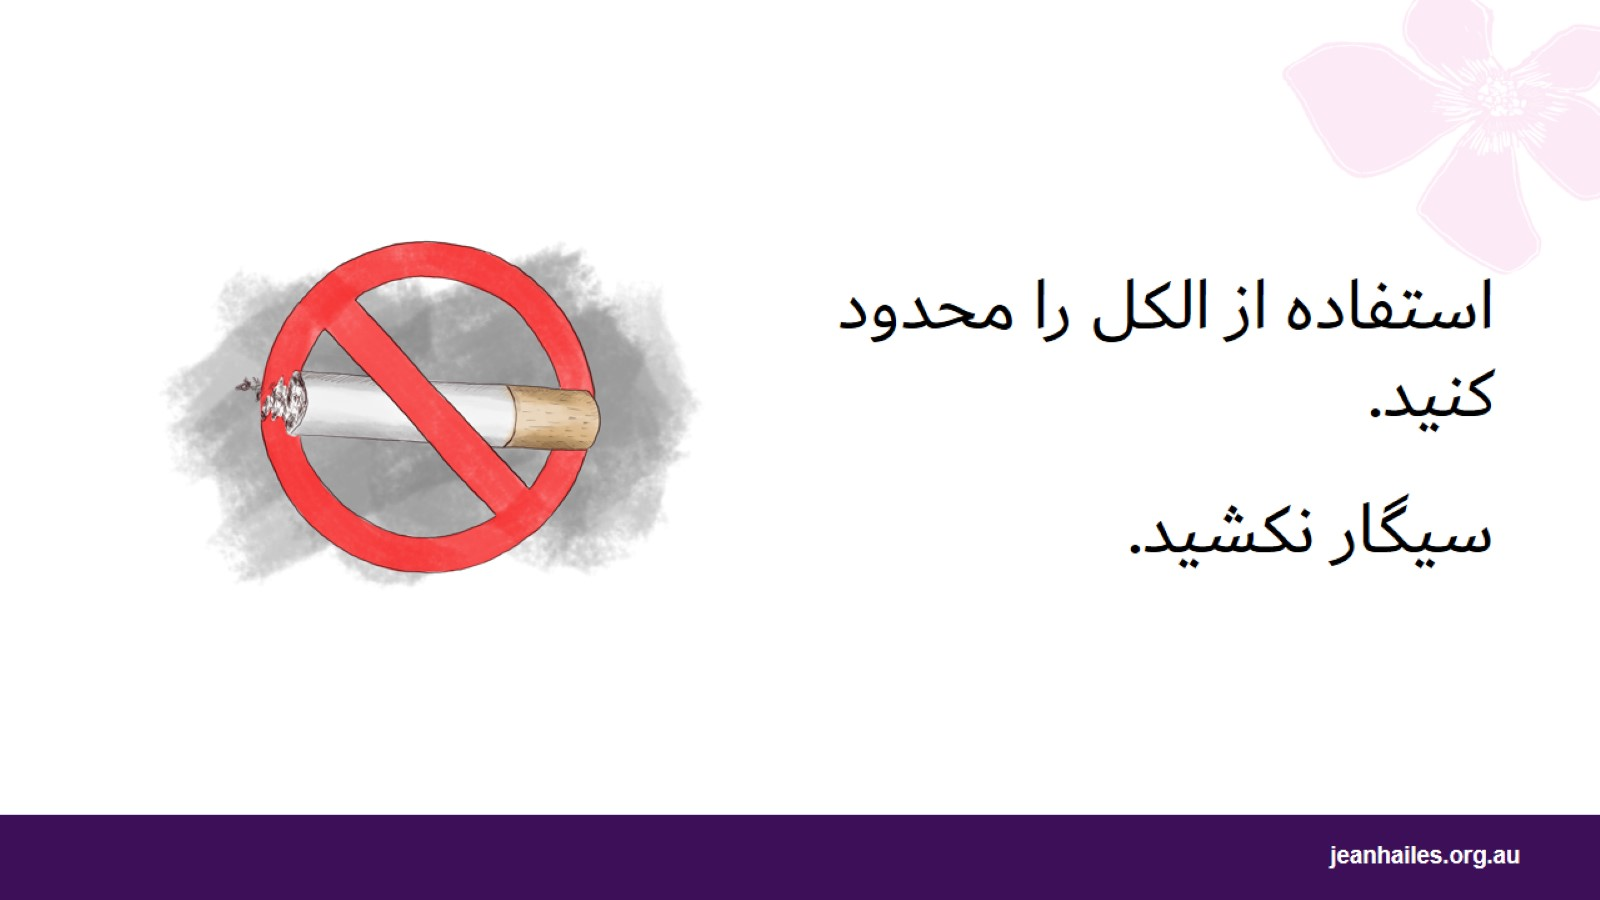 استفاده از الکل را محدود
کنید.
سیگار نکشید.
jeanhailes.org.au